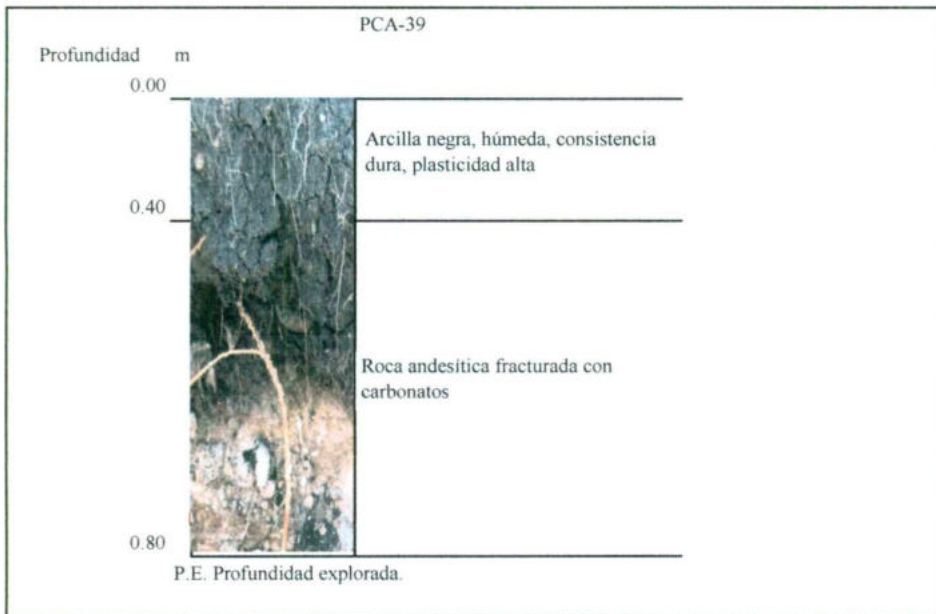 PCA-39
Profundidad m
0.00
Arcilla negra, húmeda, consistencia
dura, plasticidad alta
0.40
Roca andesítica fracturada con
carbonatos
0.80
P.E. Profundidad explorada.